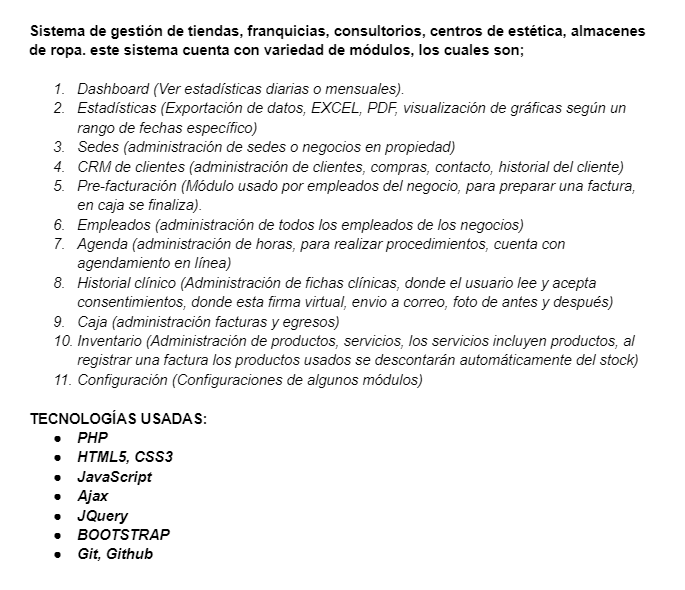 Sistema de gestión de tiendas, franquicias, consultorios, centros de estética, almacenes
de ropa. este sistema cuenta con variedad de módulos, los cuales son;
1. Dashboard (Ver estadísticas diarias o mensuales).
2. Estadísticas (Exportación de datos, EXCEL, PDF, visualización de gráficas según un
rango de fechas específico)
3. Sedes (administración de sedes o negocios en propiedad)
4. CRM de clientes (administración de clientes, compras, contacto, historial del cliente)
5. Pre-facturación (Módulo usado por empleados del negocio, para preparar una factura,
en caja se finaliza).
6. Empleados (administración de todos los empleados de los negocios)
7. Agenda (administración de horas, para realizar procedimientos, cuenta con
agendamiento en línea)
8. Historial clínico (Administración de fichas clínicas, donde el usuario lee y acepta
consentimientos, donde esta firma virtual, envio a correo, foto de antes y después)
9. Caja (administración facturas y egresos)
10. Inventario (Administración de productos, servicios, los servicios incluyen productos, al
registrar una factura los productos usados se descontarán automáticamente del stock)
11. Configuración (Configuraciones de algunos módulos)
TECNOLOGÍAS USADAS:
● PHP
● HTML5, CSS3
● JavaScript
● Ajax
● JQuery
● BOOTSTRAP
● Git, Github